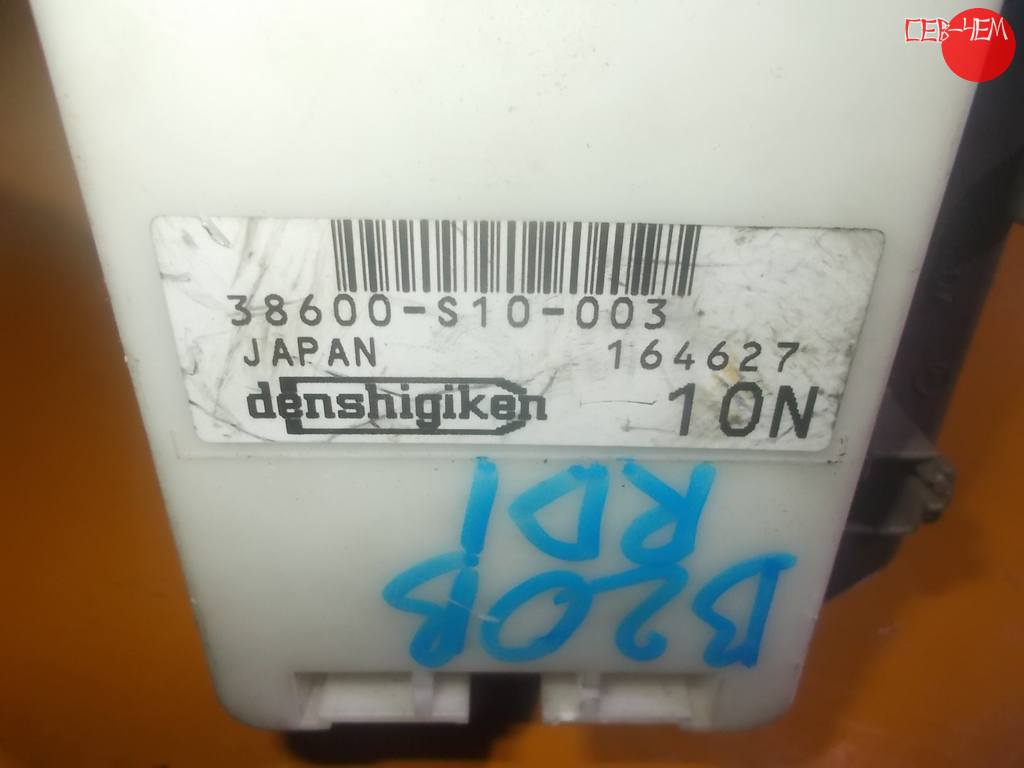 СЕВ-ЧЕМ
38600-S10-003
JAPAN 164627
denshigiken 10N
B20B
RD1